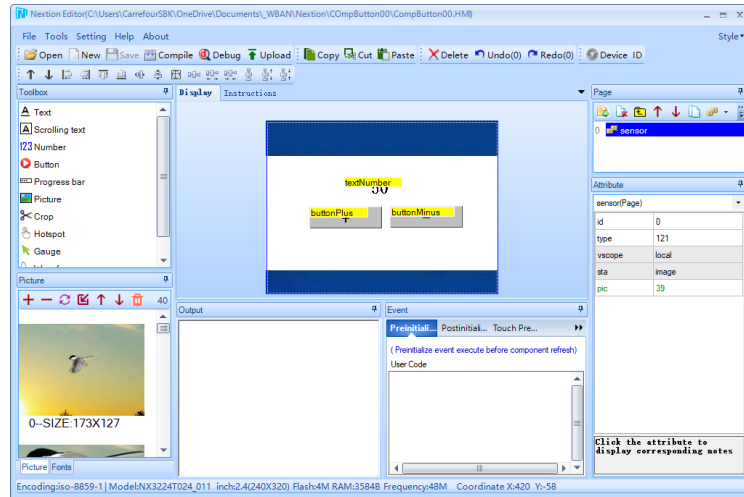 Nextion Editor(C:\Users\CarrefourSBK\OneDrive\Documents\_WBAN\Nextion\COmpButton00\CompButton00.HMI)
File Tools Setting Help About Style
Open New Save Compile Debug Upload Copy Cut Paste Delete Undo(0) Redo(0) Device ID
Toolbox
A Text
A Scrolling text
123 Number
Button
Progress bar
Picture
Crop
Hotspot
Gauge
Picture
40
0--SIZE:173X127
Picture Fonts
Display Instructions
textNumber
50
buttonPlus
+
buttonMinus
−
Output
Event
Preinitiali... Postinitiali... Touch Pre...
( Preinitialize event execute before component refresh)
User Code
Page
0 sensor
Attribute
sensor(Page)
id 0
type 121
vscope local
sta image
pic 39
Click the attribute to
display corresponding notes
Encoding:iso-8859-1 Model:NX3224T024_011 inch:2.4(240X320) Flash:4M RAM:3584B Frequency:48M Coordinate X:420 Y:-58